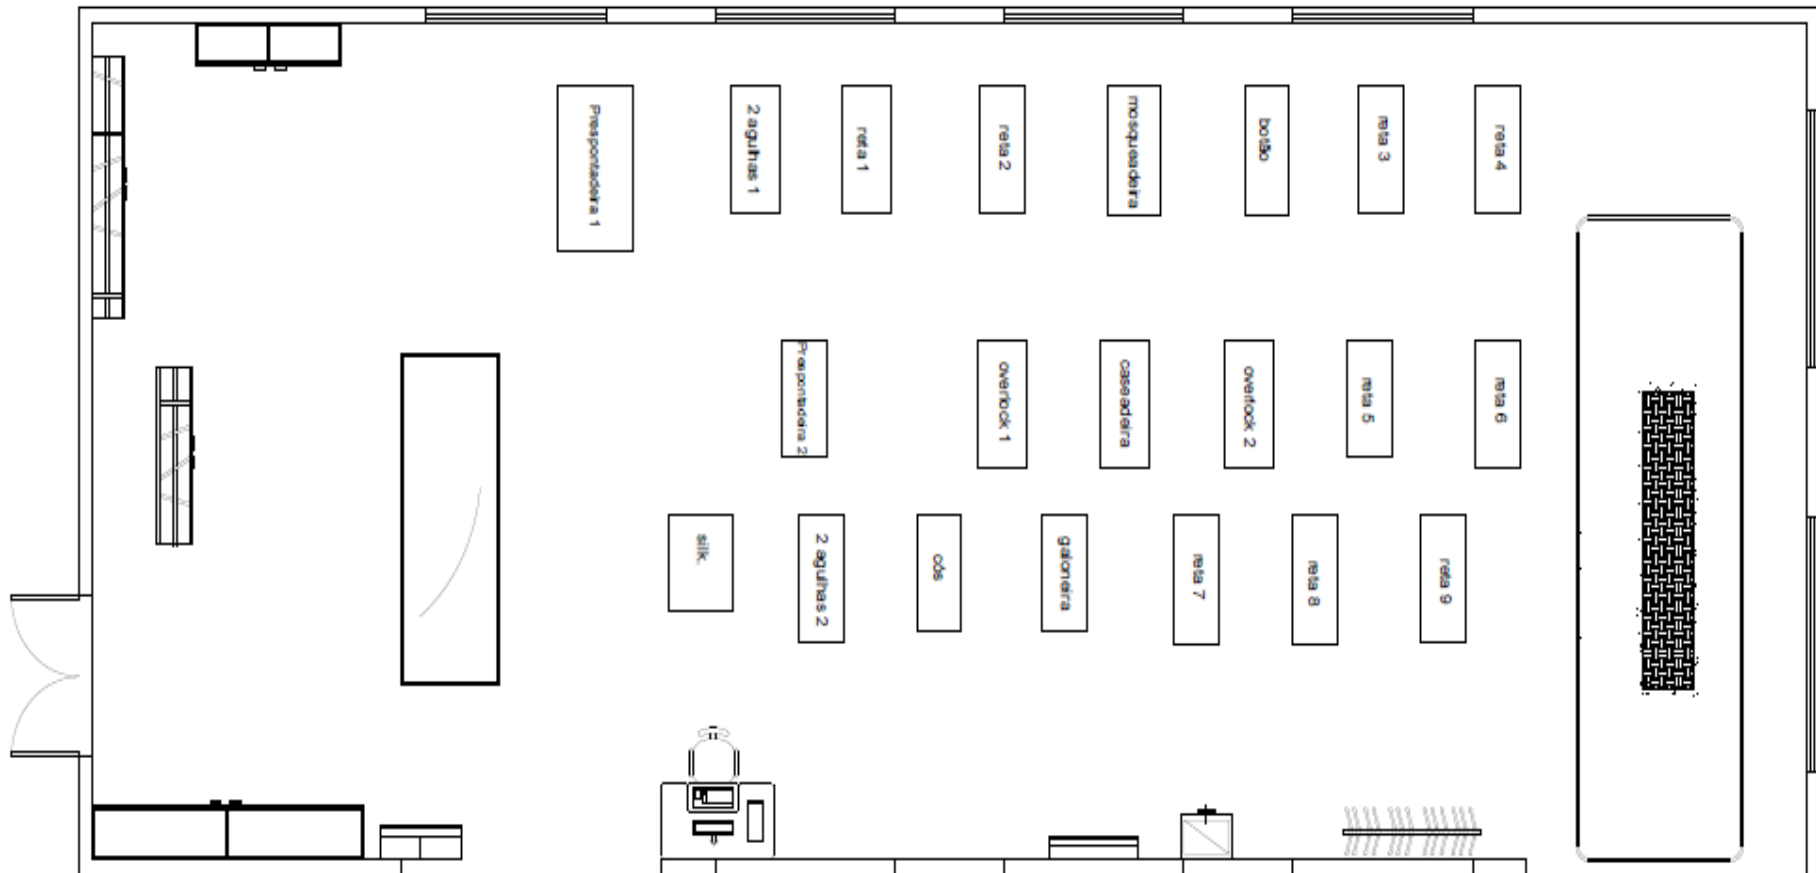 Prespontadeira 1
2 agulhas 1
reta 1
reta 2
mosqueadeira
botão
reta 3
reta 4
Prespontadeira 2
overlock 1
caseadeira
overlock 2
reta 5
reta 6
silk.
2 agulhas 2
cós
galoneira
reta 7
reta 8
reta 9